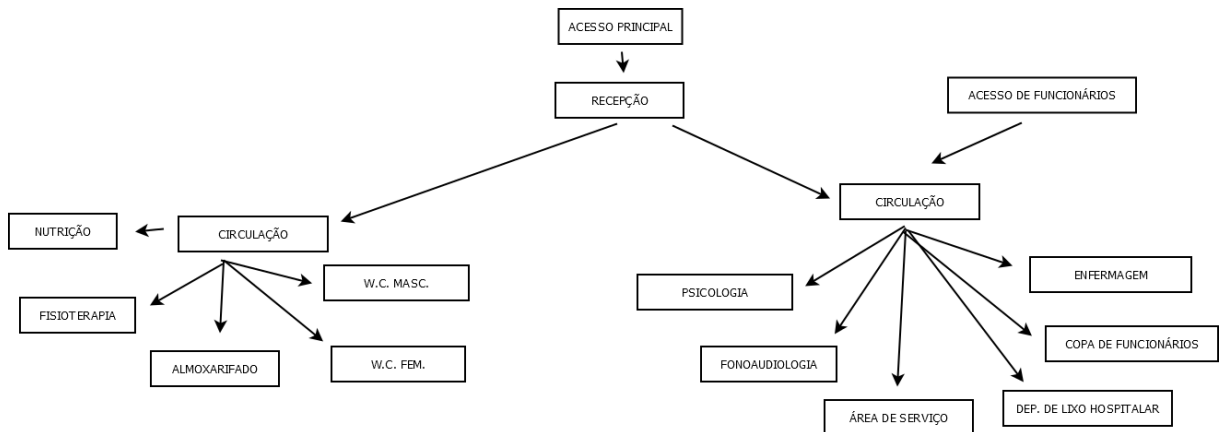 ACESSO PRINCIPAL
RECEPÇÃO
ACESSO DE FUNCIONÁRIOS
CIRCULAÇÃO
NUTRIÇÃO
CIRCULAÇÃO
W.C. MASC.
FISIOTERAPIA
ALMOXARIFADO
W.C. FEM.
PSICOLOGIA
ENFERMAGEM
FONOAUDIOLOGIA
COPA DE FUNCIONÁRIOS
ÁREA DE SERVIÇO
DEP. DE LIXO HOSPITALAR